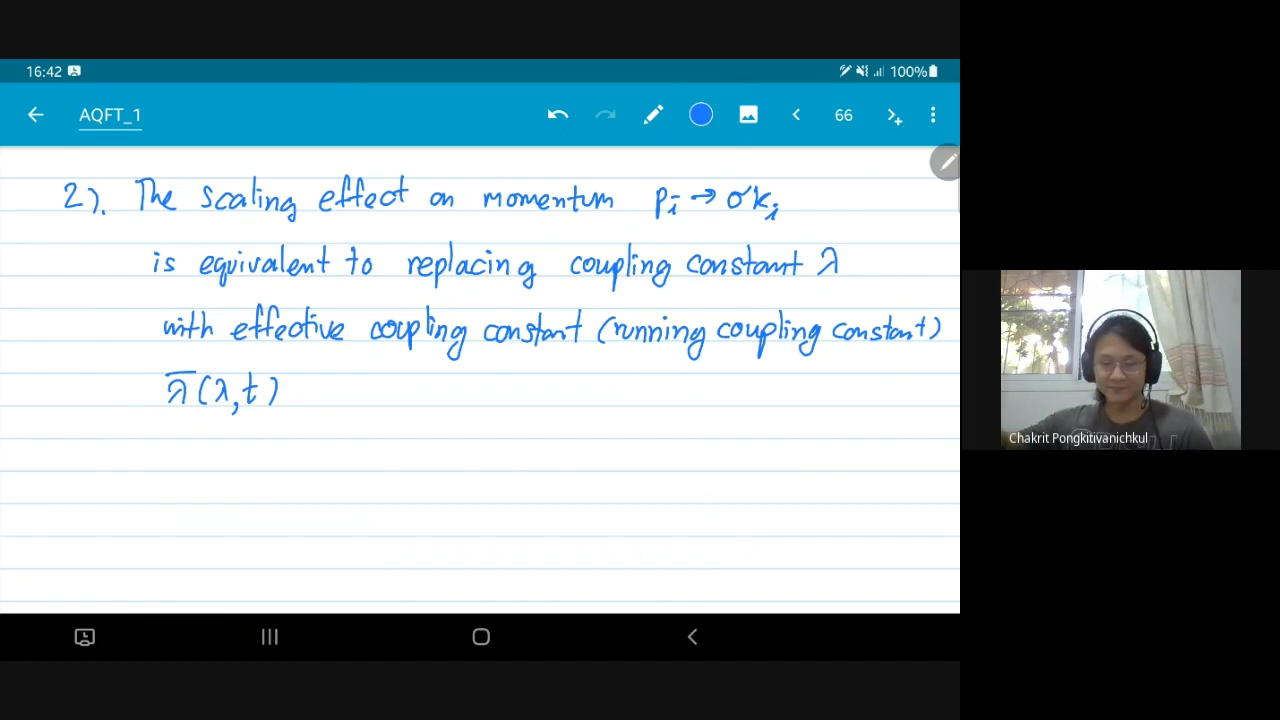 16:42
100%
AQFT_1
66
2). The scaling effect on momentum pᵢ → σkᵢ
is equivalent to replacing coupling constant λ
with effective coupling constant (running coupling constant)
λ̄(λ,t)
Chakrit Pongkitivanichkul